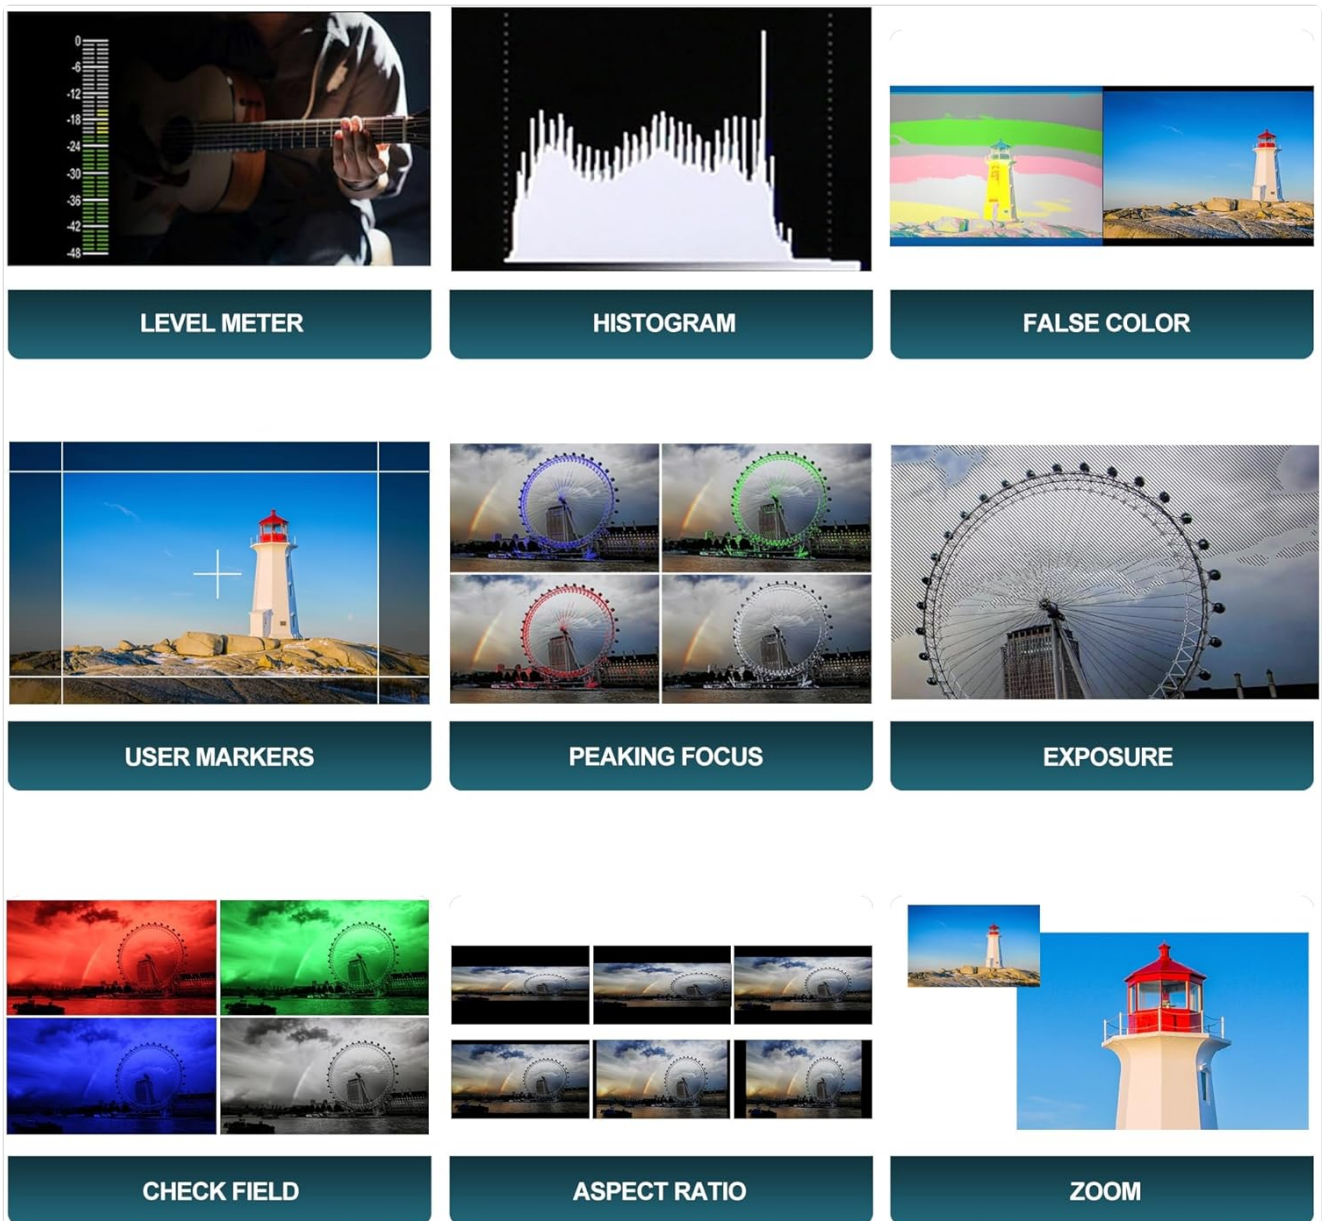 0
-6
-12
-18
-24
-30
-36
-42
-48
LEVEL METER
HISTOGRAM
FALSE COLOR
USER MARKERS
PEAKING FOCUS
EXPOSURE
CHECK FIELD
ASPECT RATIO
ZOOM